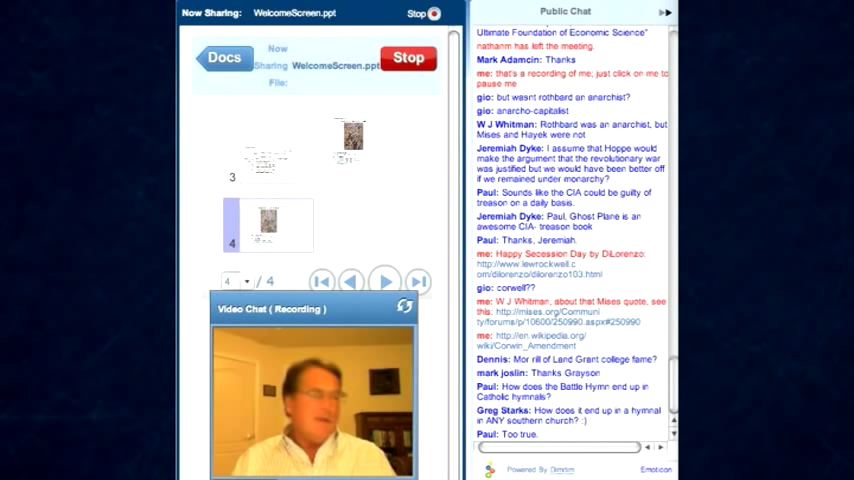 Now Sharing: WelcomeScreen.ppt Stop
Docs
Now Sharing File:
WelcomeScreen.ppt
Stop
3
4
4 / 4
Video Chat ( Recording )
Public Chat
Ultimate Foundation of Economic Science"
nathanm has left the meeting.
Mark Adamcin: Thanks
me: that's a recording of me; just click on me to
pause me
gio: but wasnt rothbard an anarchist?
gio: anarcho-capitalist
W J Whitman: Rothbard was an anarchist, but
Mises and Hayek were not
Jeremiah Dyke: I assume that Hoppe would
make the argument that the revolutionary war
was justified but we would have been better off
if we remained under monarchy?
Paul: Sounds like the CIA could be guilty of
treason on a daily basis.
Jeremiah Dyke: Paul, Ghost Plane is an
awesome CIA- treason book
Paul: Thanks, Jeremiah.
me: Happy Secession Day by DiLorenzo:
http://www.lewrockwell.c
om/dilorenzo/dilorenzo103.html
gio: corwell??
me: W J Whitman, about that Mises quote, see
this: http://mises.org/Communi
ty/forums/p/10600/250990.aspx#250990
me: http://en.wikipedia.org/
wiki/Corwin_Amendment
Dennis: Mor rill of Land Grant college fame?
mark joslin: Thanks Grayson
Paul: How does the Battle Hymn end up in
Catholic hymnals?
Greg Starks: How does it end up in a hymnal
in ANY southern church? :)
Paul: Too true.
Powered By Dimdim
Emoticon